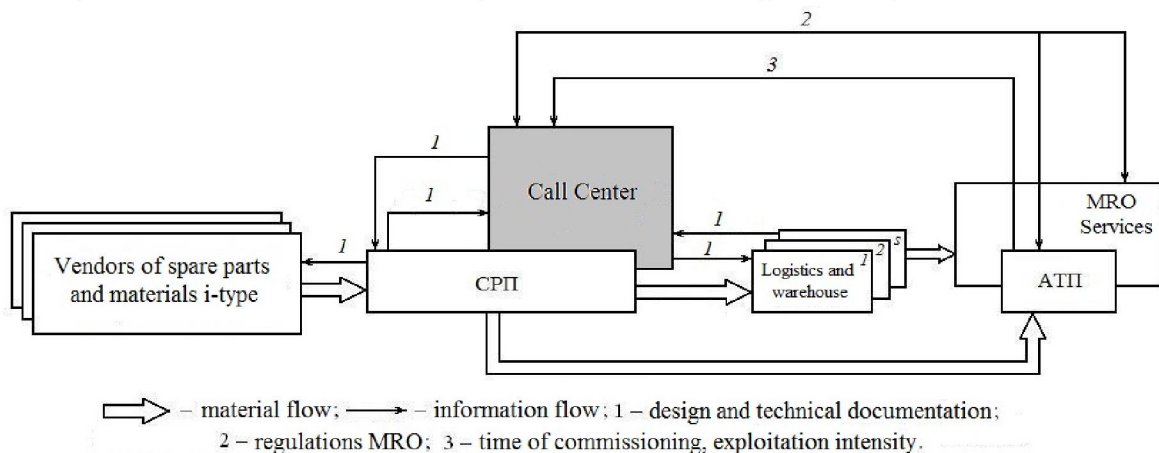 2
3
1
Call Center
1
MRO
Services
1
1
s
2
1
1
Vendors of spare parts
and materials i-type
СРП
Logistics and
warehouse
АТП
– material flow; – information flow; 1 – design and technical documentation;
2 – regulations MRO; 3 – time of commissioning, exploitation intensity.